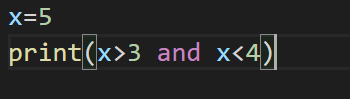 x=5
print(x>3 and x<4)